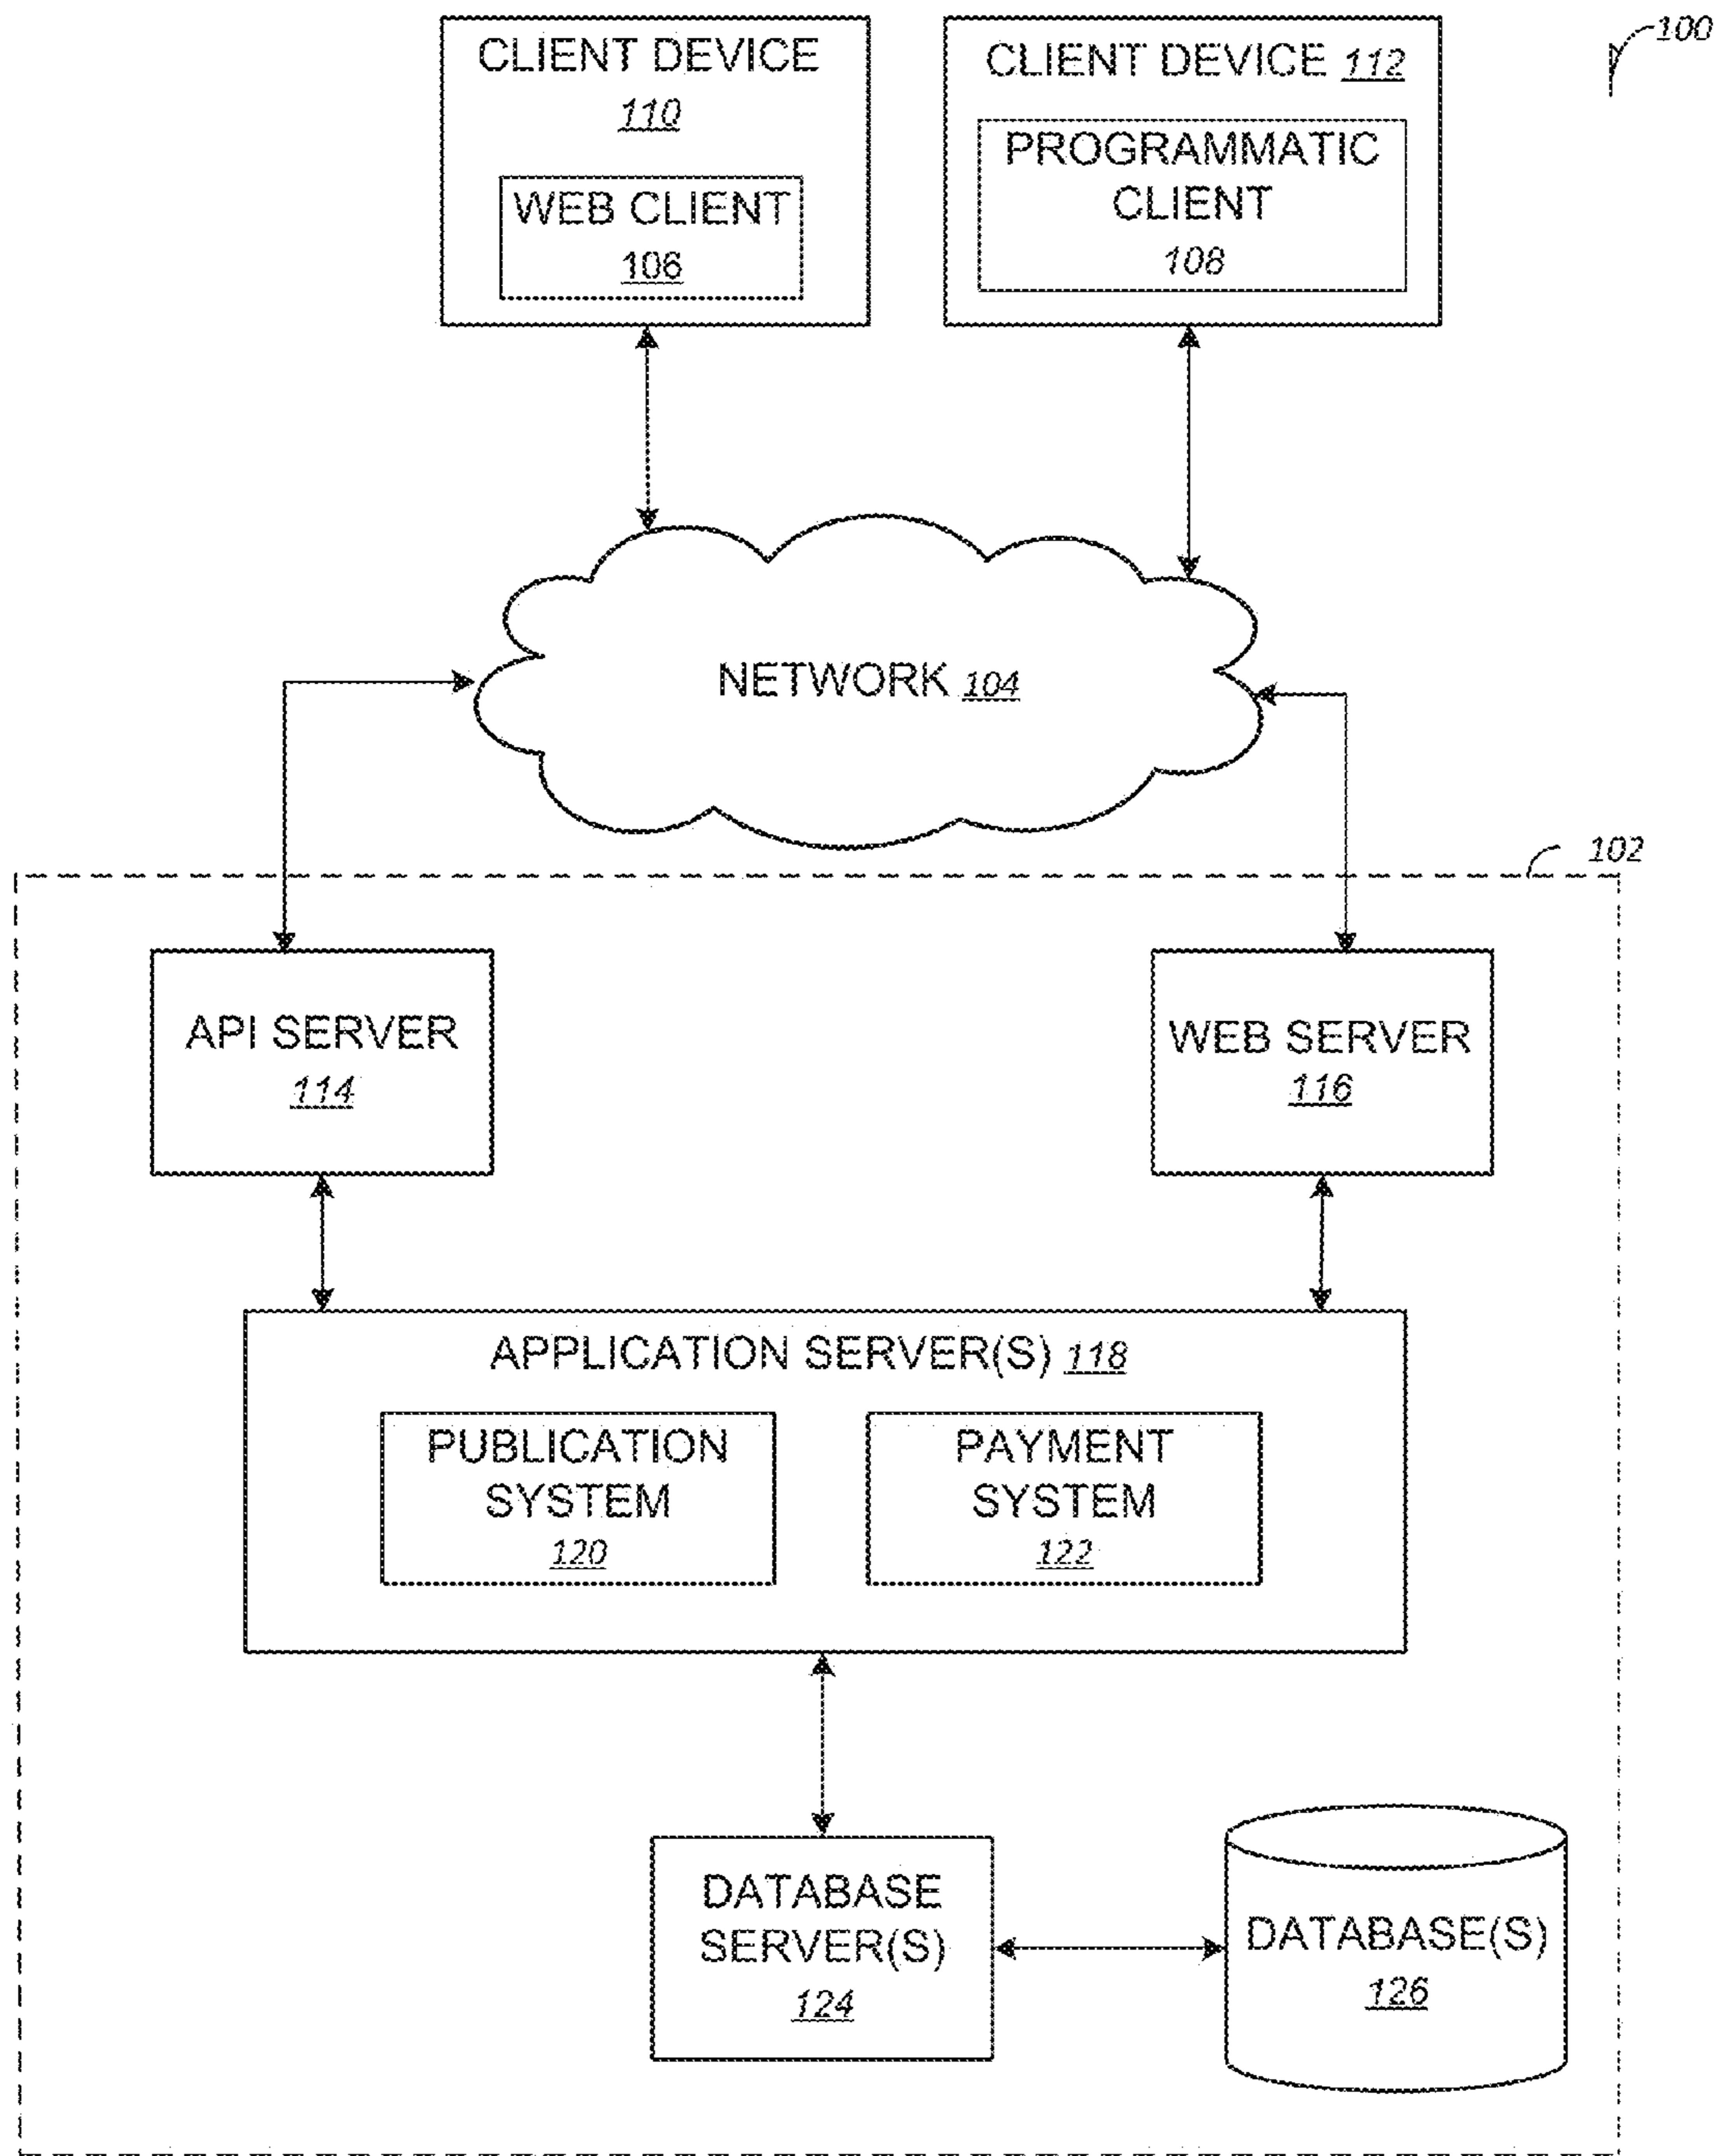 100
CLIENT DEVICE
110
WEB CLIENT
106
CLIENT DEVICE 112
PROGRAMMATIC
CLIENT
108
NETWORK 104
102
API SERVER
114
WEB SERVER
116
APPLICATION SERVER(S) 118
PUBLICATION
SYSTEM
120
PAYMENT
SYSTEM
122
DATABASE
SERVER(S)
124
DATABASE(S)
126